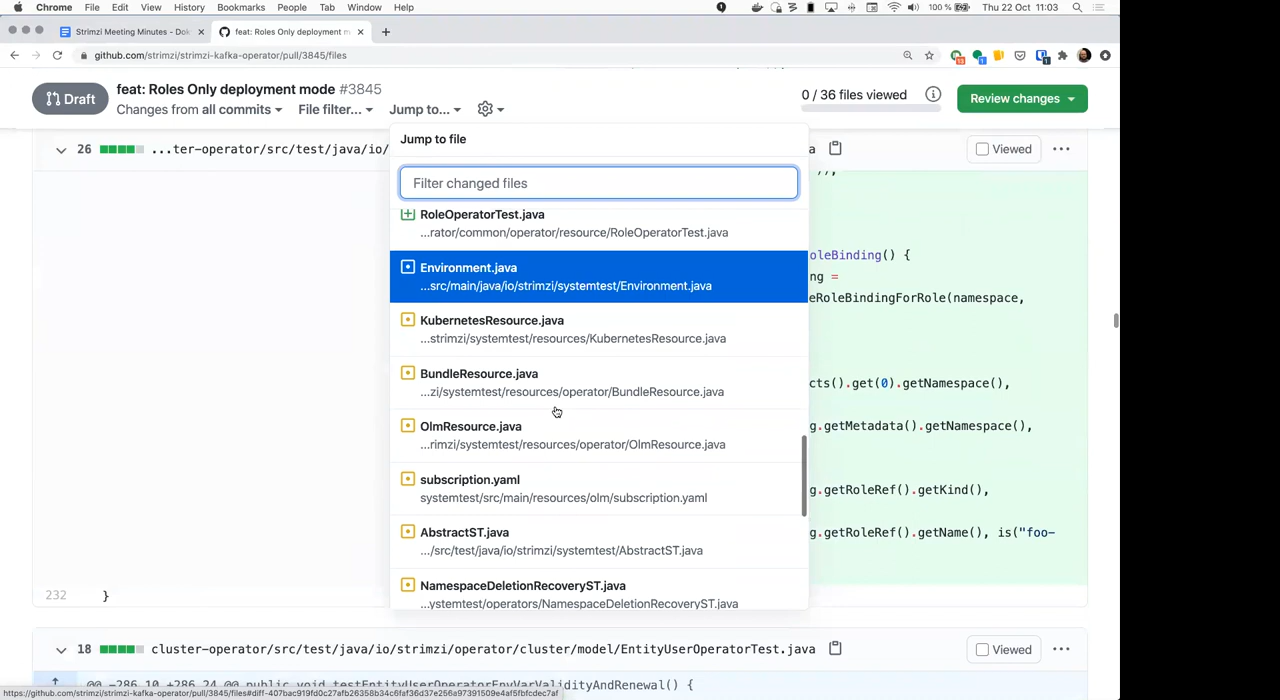 Chrome File Edit View History Bookmarks People Tab Window Help 100 % Thu 22 Oct 11:03
Strimzi Meeting Minutes - Dok feat: Roles Only deployment m
github.com/strimzi/strimzi-kafka-operator/pull/3845/files
Draft feat: Roles Only deployment mode #3845 0 / 36 files viewed Review changes
Changes from all commits File filter... Jump to...
Jump to file
26 ...ter-operator/src/test/java/io/ a Viewed
Filter changed files
RoleOperatorTest.java
...rator/common/operator/resource/RoleOperatorTest.java
oleBinding() {
Environment.java
ng =
...src/main/java/io/strimzi/systemtest/Environment.java
eRoleBindingForRole(namespace,
KubernetesResource.java
...strimzi/systemtest/resources/KubernetesResource.java
BundleResource.java
cts().get(0).getNamespace(),
...zi/systemtest/resources/operator/BundleResource.java
OlmResource.java g.getMetadata().getNamespace(),
...rimzi/systemtest/resources/operator/OlmResource.java
subscription.yaml
g.getRoleRef().getKind(),
systemtest/src/main/resources/olm/subscription.yaml
AbstractST.java g.getRoleRef().getName(), is("foo-
.../src/test/java/io/strimzi/systemtest/AbstractST.java
NamespaceDeletionRecoveryST.java
232 }
...ystemtest/operators/NamespaceDeletionRecoveryST.java
18 cluster-operator/src/test/java/io/strimzi/operator/cluster/model/EntityUserOperatorTest.java Viewed
@@ -286,10 +286,24 @@ public void testEntityUserOperatorEnvVarValidityAndRenewal() {